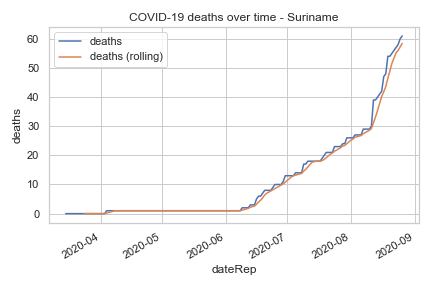 COVID-19 deaths over time - Suriname
deaths
deaths (rolling)
60
50
40
30
20
10
0
deaths
2020-04
2020-05
2020-06
2020-07
2020-08
2020-09
dateRep